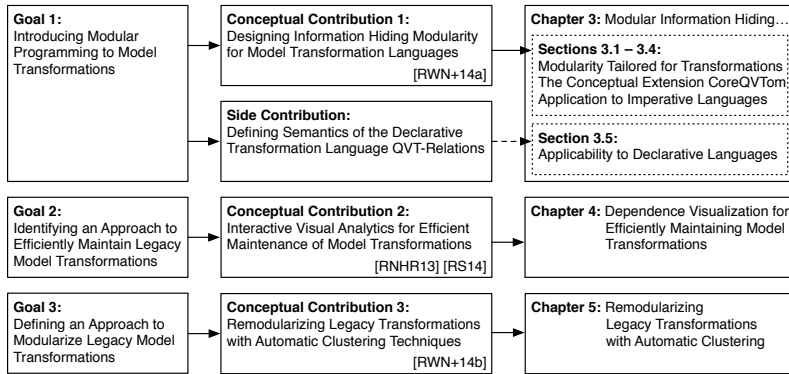 Goal 1:
Introducing Modular
Programming to Model
Transformations
Conceptual Contribution 1:
Designing Information Hiding Modularity
for Model Transformation Languages
[RWN+14a]
Side Contribution:
Defining Semantics of the Declarative
Transformation Language QVT-Relations
Chapter 3: Modular Information Hiding…
Sections 3.1 – 3.4:
Modularity Tailored for Transformations
The Conceptual Extension CoreQVTom
Application to Imperative Languages
Section 3.5:
Applicability to Declarative Languages
Goal 2:
Identifying an Approach to
Efficiently Maintain Legacy
Model Transformations
Conceptual Contribution 2:
Interactive Visual Analytics for Efficient
Maintenance of Model Transformations
[RNHR13] [RS14]
Chapter 4: Dependence Visualization for
Efficiently Maintaining Model
Transformations
Goal 3:
Defining an Approach to
Modularize Legacy Model
Transformations
Conceptual Contribution 3:
Remodularizing Legacy Transformations
with Automatic Clustering Techniques
[RWN+14b]
Chapter 5: Remodularizing
Legacy Transformations
with Automatic Clustering